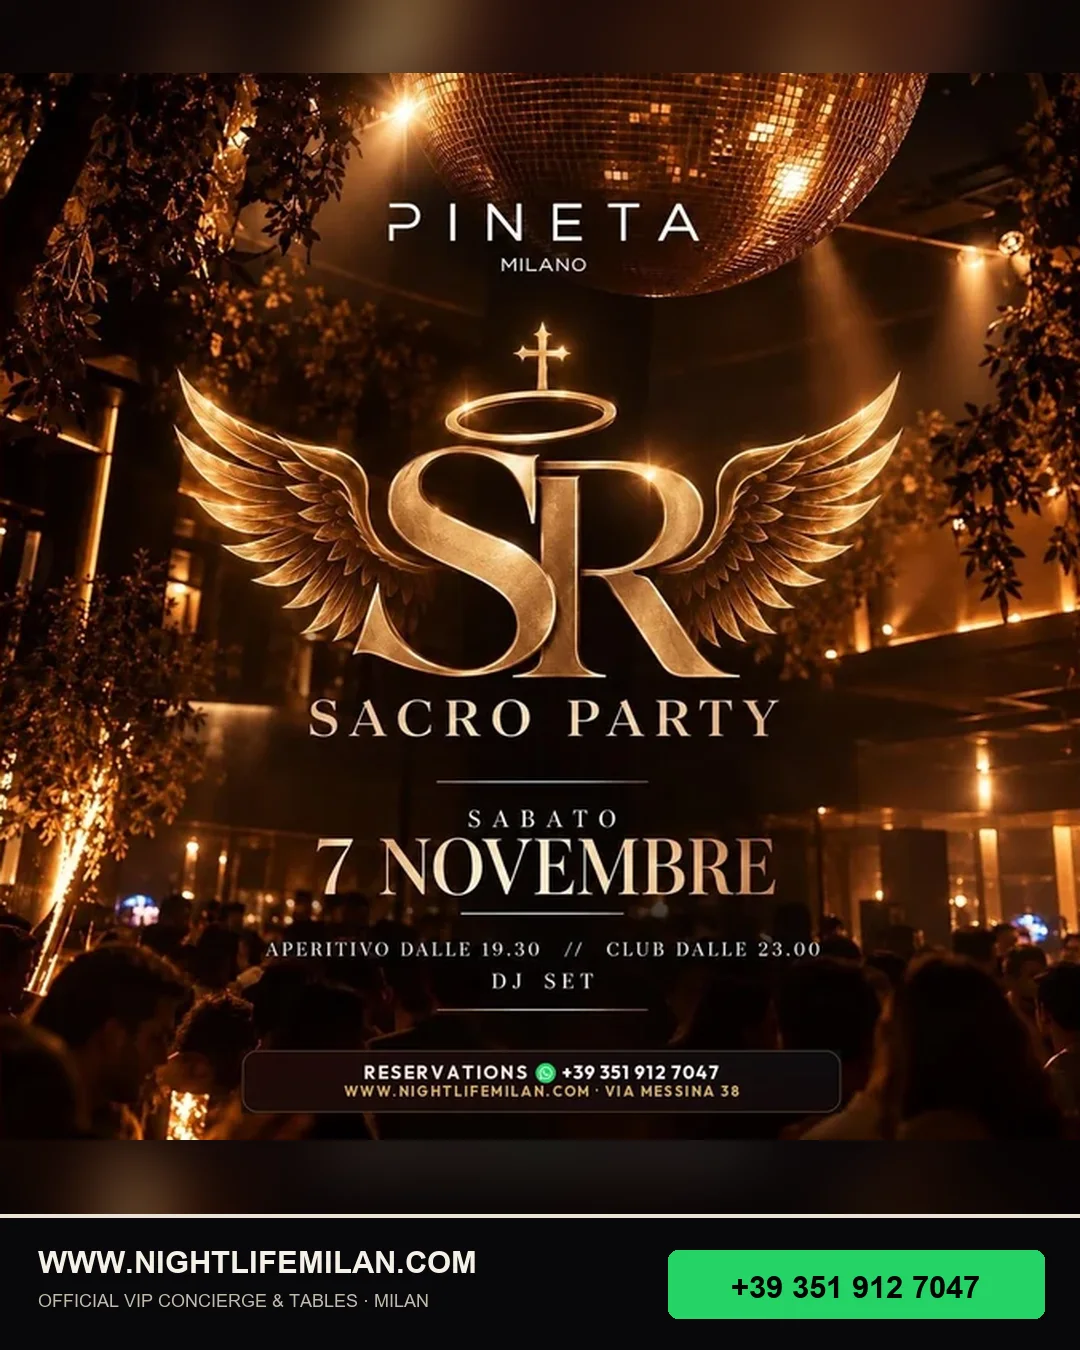 PINETA
MILANO
SR
SACRO PARTY
SABATO
7 NOVEMBRE
APERITIVO DALLE 19.30 // CLUB DALLE 23.00
DJ SET
RESERVATIONS +39 351 912 7047
WWW.NIGHTLIFEMILAN.COM · VIA MESSINA 38
WWW.NIGHTLIFEMILAN.COM
OFFICIAL VIP CONCIERGE & TABLES · MILAN
+39 351 912 7047